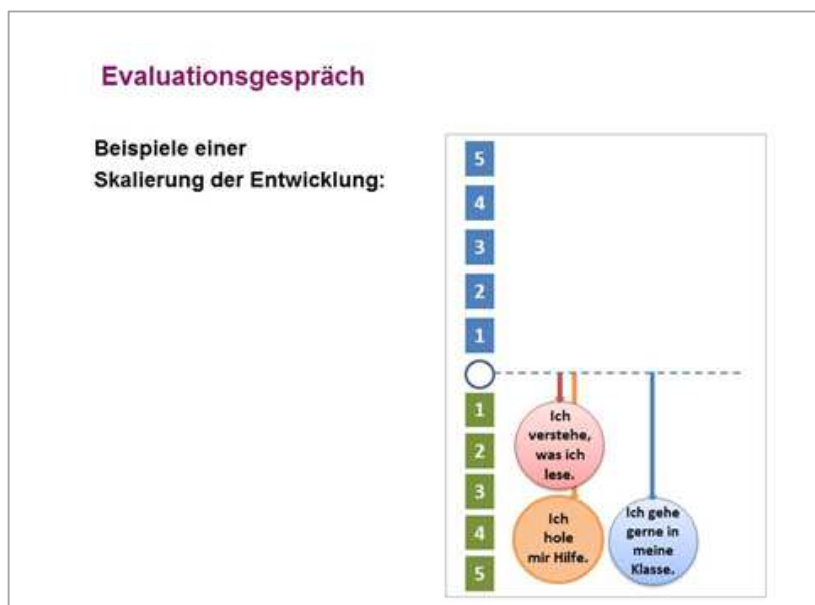 Evaluationsgespräch
Beispiele einer
Skalierung der Entwicklung:
5
4
3
2
1
1
2
3
4
5
Ich
verstehe,
was ich
lese.
Ich
hole
mir Hilfe.
Ich gehe
gerne in
meine
Klasse.